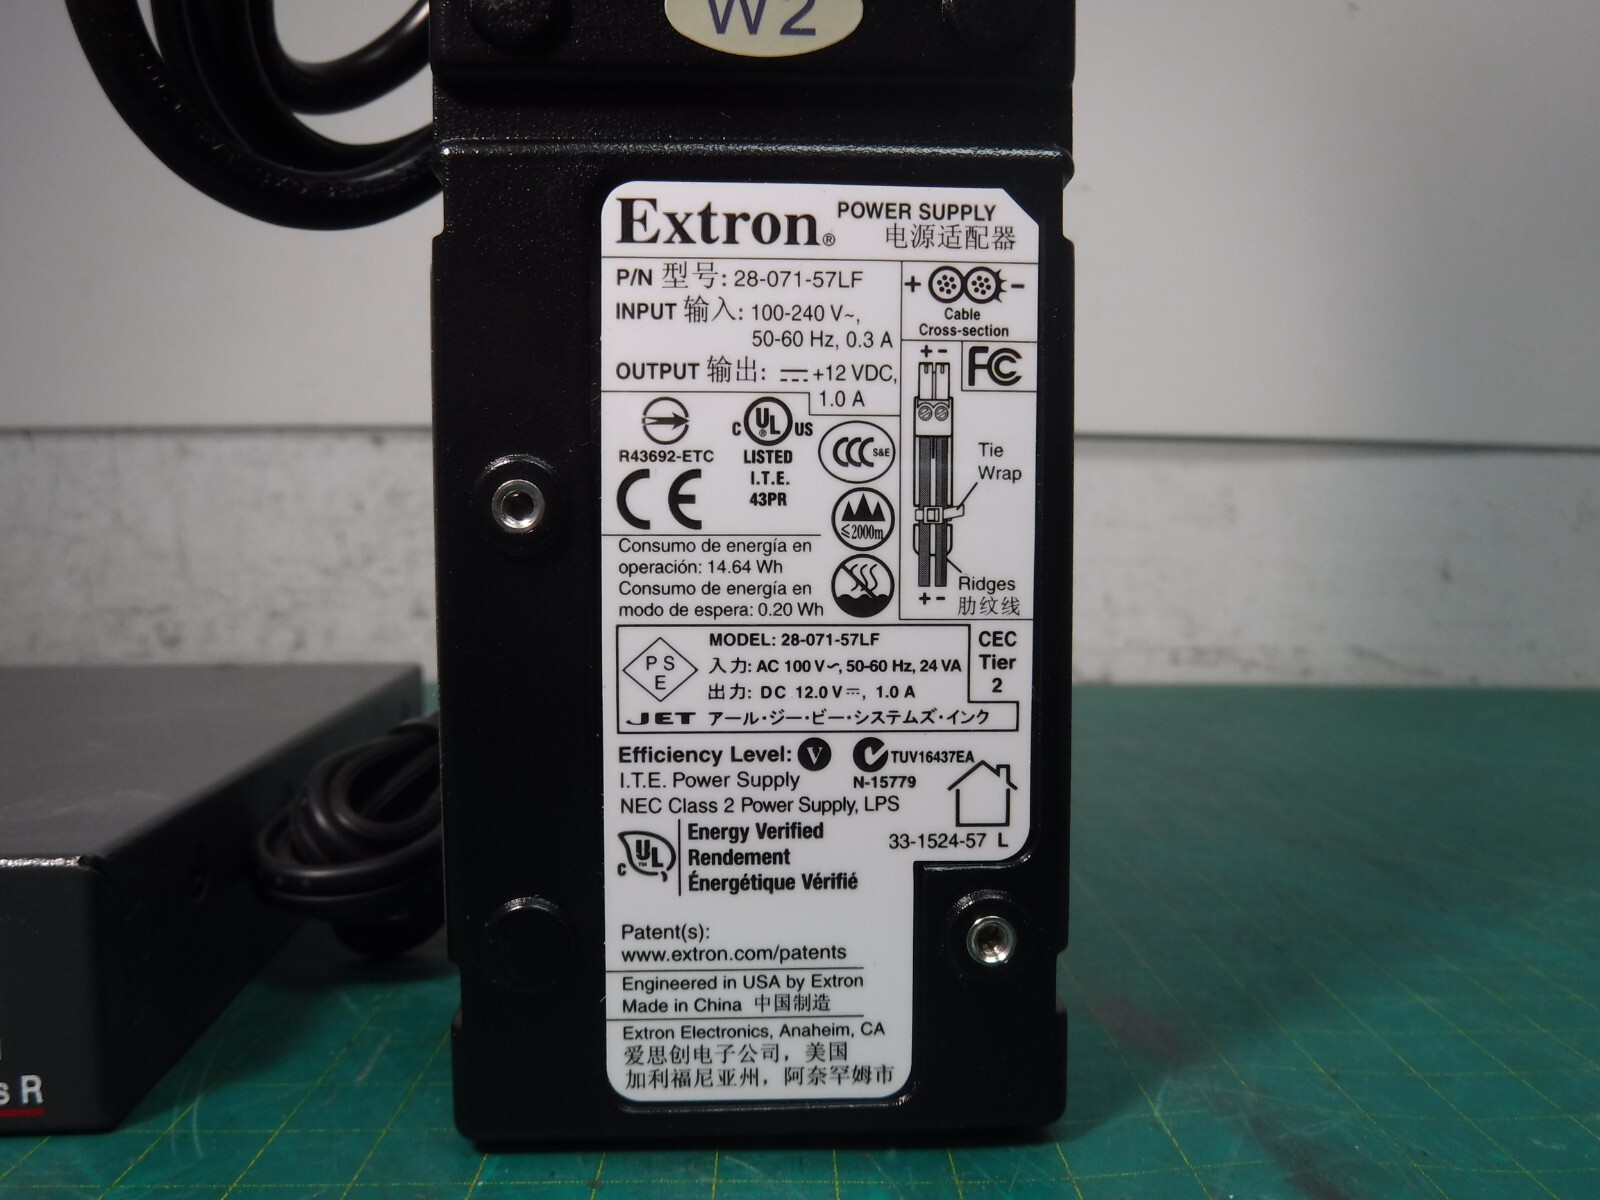 W2
Extron®
POWER SUPPLY
电源适配器
P/N 型号: 28-071-57LF
INPUT 输入: 100-240 V~,
50-60 Hz, 0.3 A
OUTPUT 输出: ⎓ +12 VDC,
1.0 A
+ -
Cable
Cross-section
+ -
FC
R43692-ETC
C UL® US
LISTED
I.T.E.
43PR
CE
CCC S&E
≤2000m
Tie
Wrap
Ridges
肋纹线
+ -
Consumo de energía en
operación: 14.64 Wh
Consumo de energía en
modo de espera: 0.20 Wh
PS
E
MODEL: 28-071-57LF
入力: AC 100 V~, 50-60 Hz, 24 VA
出力: DC 12.0 V⎓, 1.0 A
JET アール・ジー・ビー・システムズ・インク
CEC
Tier
2
Efficiency Level: V
TUV16437EA
I.T.E. Power Supply
N-15779
NEC Class 2 Power Supply, LPS
C UL™
Energy Verified
Rendement
Énergétique Vérifié
33-1524-57 L
Patent(s):
www.extron.com/patents
Engineered in USA by Extron
Made in China 中国制造
Extron Electronics, Anaheim, CA
爱思创电子公司，美国
加利福尼亚州，阿奈罕姆市
s R